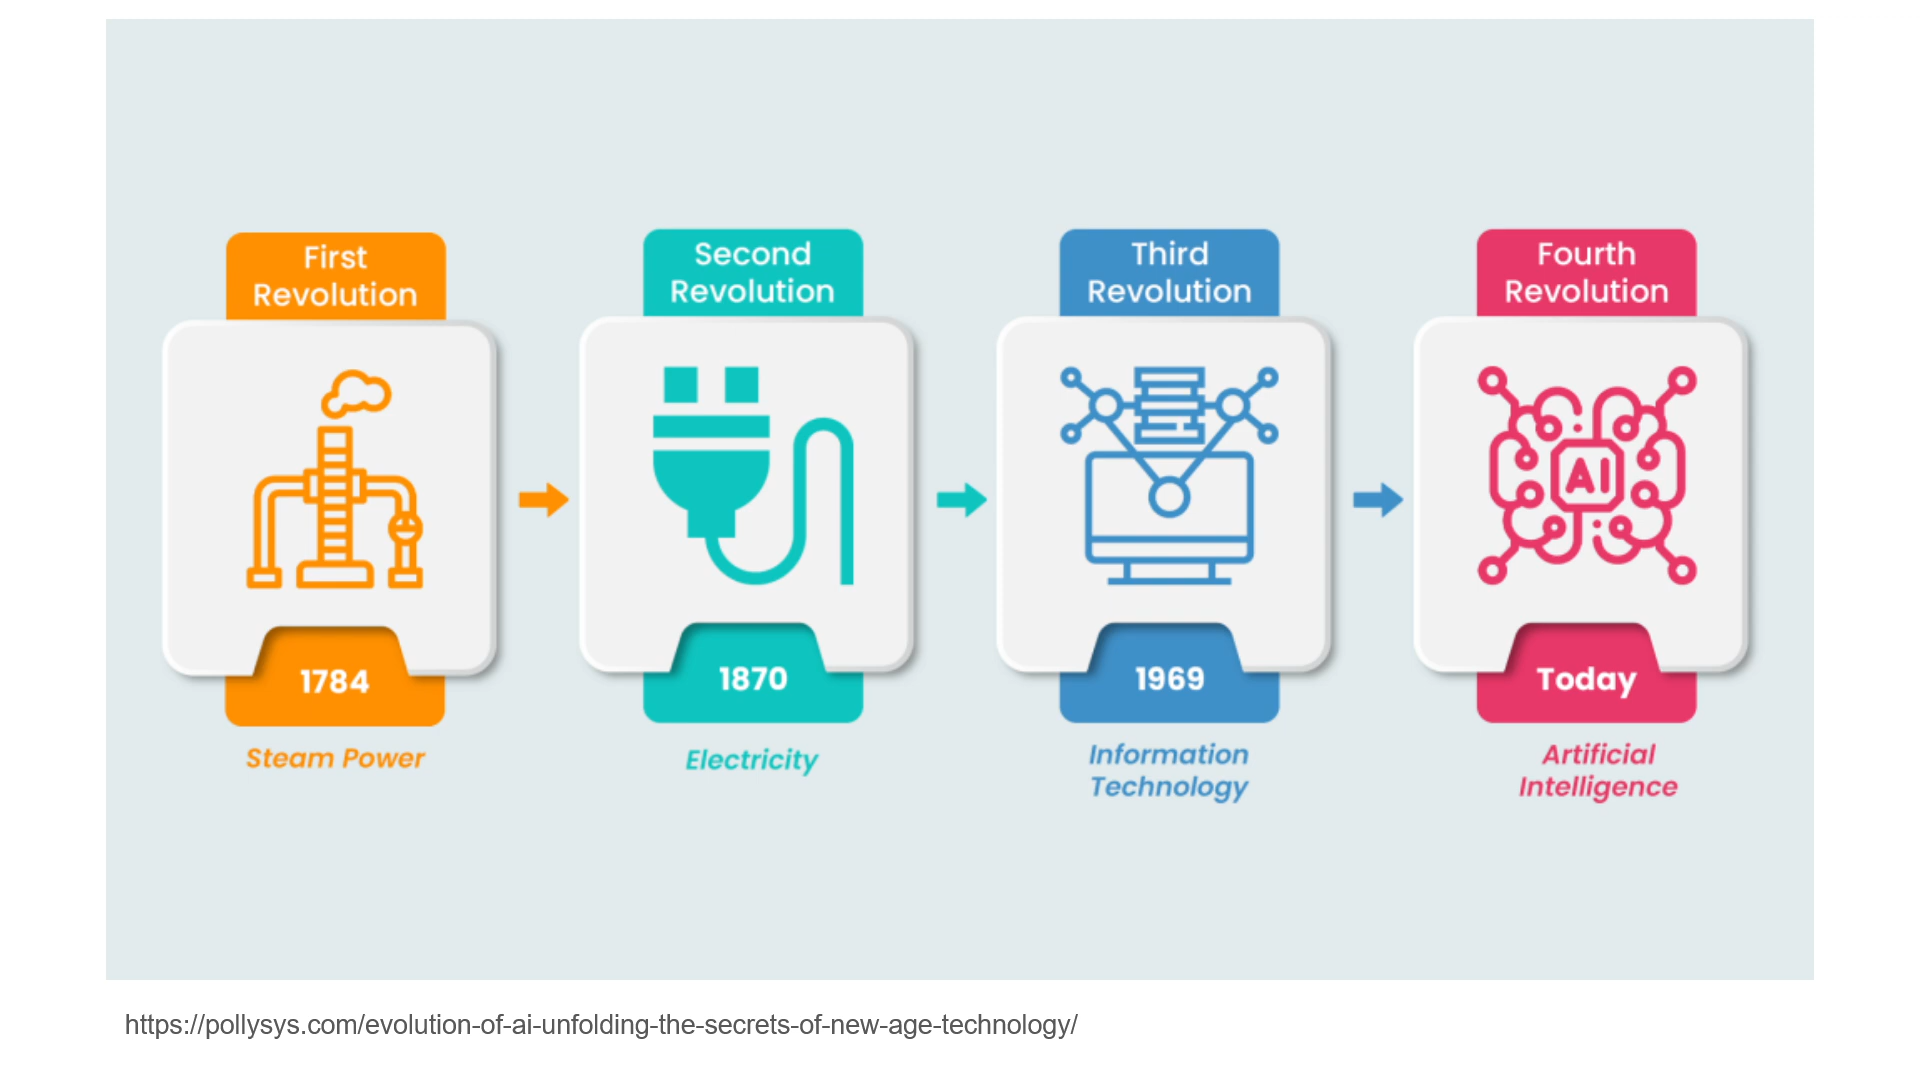 First
Revolution
1784
Steam Power
Second
Revolution
1870
Electricity
Third
Revolution
1969
Information
Technology
Fourth
Revolution
AI
Today
Artificial
Intelligence
https://pollysys.com/evolution-of-ai-unfolding-the-secrets-of-new-age-technology/